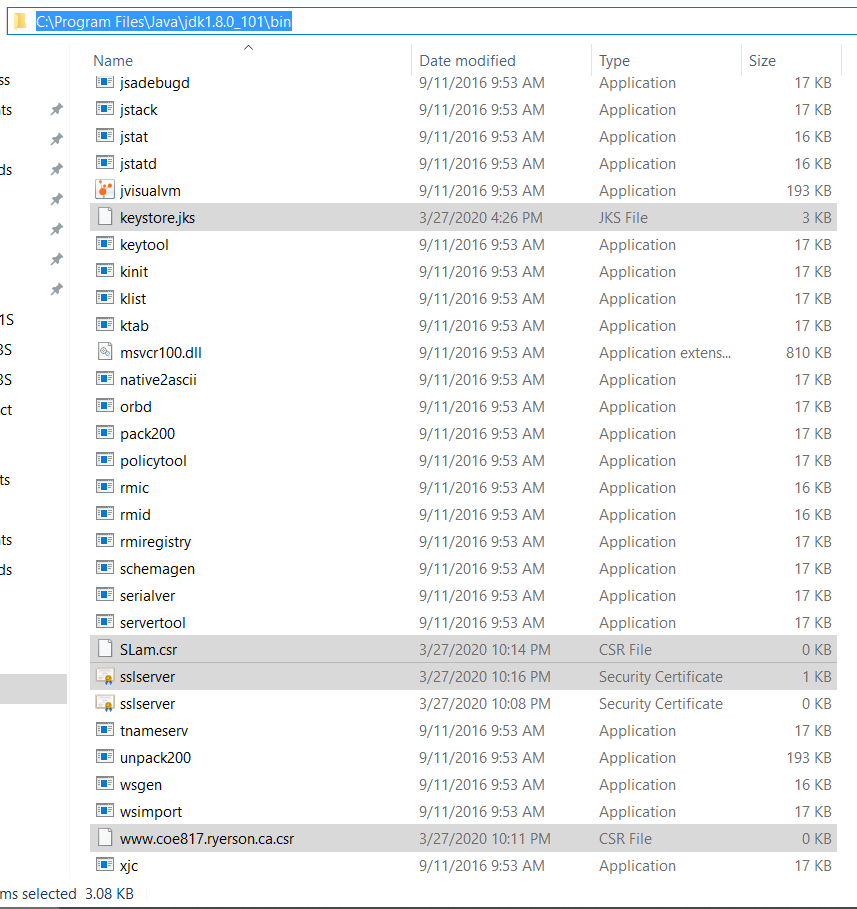 C:\Program Files\Java\jdk1.8.0_101\bin
Name Date modified Type Size
jsadebugd 9/11/2016 9:53 AM Application 17 KB
jstack 9/11/2016 9:53 AM Application 17 KB
jstat 9/11/2016 9:53 AM Application 16 KB
jstatd 9/11/2016 9:53 AM Application 16 KB
jvisualvm 9/11/2016 9:53 AM Application 193 KB
keystore.jks 3/27/2020 4:26 PM JKS File 3 KB
keytool 9/11/2016 9:53 AM Application 17 KB
kinit 9/11/2016 9:53 AM Application 17 KB
klist 9/11/2016 9:53 AM Application 17 KB
ktab 9/11/2016 9:53 AM Application 17 KB
msvcr100.dll 9/11/2016 9:53 AM Application extens... 810 KB
native2ascii 9/11/2016 9:53 AM Application 17 KB
orbd 9/11/2016 9:53 AM Application 17 KB
pack200 9/11/2016 9:53 AM Application 17 KB
policytool 9/11/2016 9:53 AM Application 17 KB
rmic 9/11/2016 9:53 AM Application 16 KB
rmid 9/11/2016 9:53 AM Application 16 KB
rmiregistry 9/11/2016 9:53 AM Application 17 KB
schemagen 9/11/2016 9:53 AM Application 17 KB
serialver 9/11/2016 9:53 AM Application 17 KB
servertool 9/11/2016 9:53 AM Application 17 KB
SLam.csr 3/27/2020 10:14 PM CSR File 0 KB
sslserver 3/27/2020 10:16 PM Security Certificate 1 KB
sslserver 3/27/2020 10:08 PM Security Certificate 0 KB
tnameserv 9/11/2016 9:53 AM Application 17 KB
unpack200 9/11/2016 9:53 AM Application 193 KB
wsgen 9/11/2016 9:53 AM Application 16 KB
wsimport 9/11/2016 9:53 AM Application 17 KB
www.coe817.ryerson.ca.csr 3/27/2020 10:11 PM CSR File 0 KB
xjc 9/11/2016 9:53 AM Application 17 KB
ss
ts
ds
1S
3S
3S
ct
ts
nts
ds
ms selected 3.08 KB